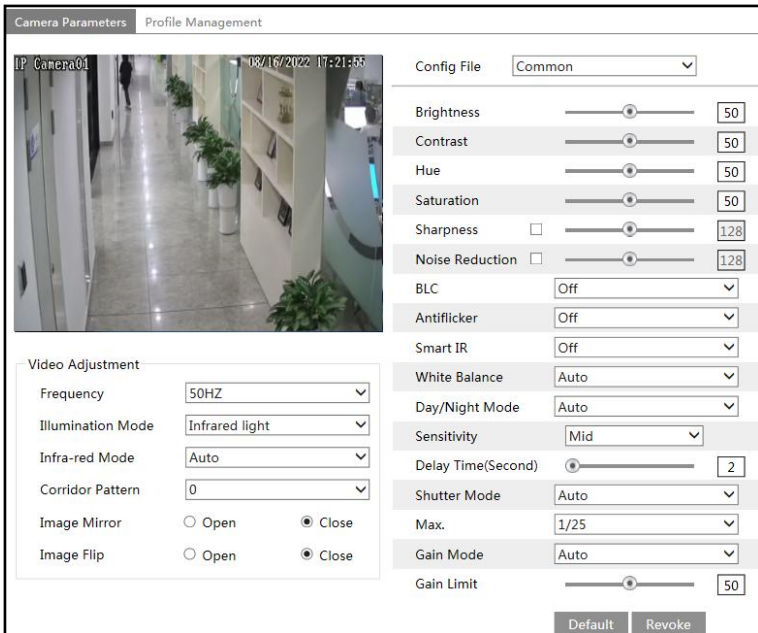 Camera Parameters Profile Management
IP Camera01 08/16/2022 17:21:55
Config File Common
Brightness 50
Contrast 50
Hue 50
Saturation 50
Sharpness 128
Noise Reduction 128
BLC Off
Antiflicker Off
Smart IR Off
White Balance Auto
Day/Night Mode Auto
Sensitivity Mid
Delay Time(Second) 2
Shutter Mode Auto
Max. 1/25
Gain Mode Auto
Gain Limit 50
Default Revoke
Video Adjustment
Frequency 50HZ
Illumination Mode Infrared light
Infra-red Mode Auto
Corridor Pattern 0
Image Mirror Open Close
Image Flip Open Close